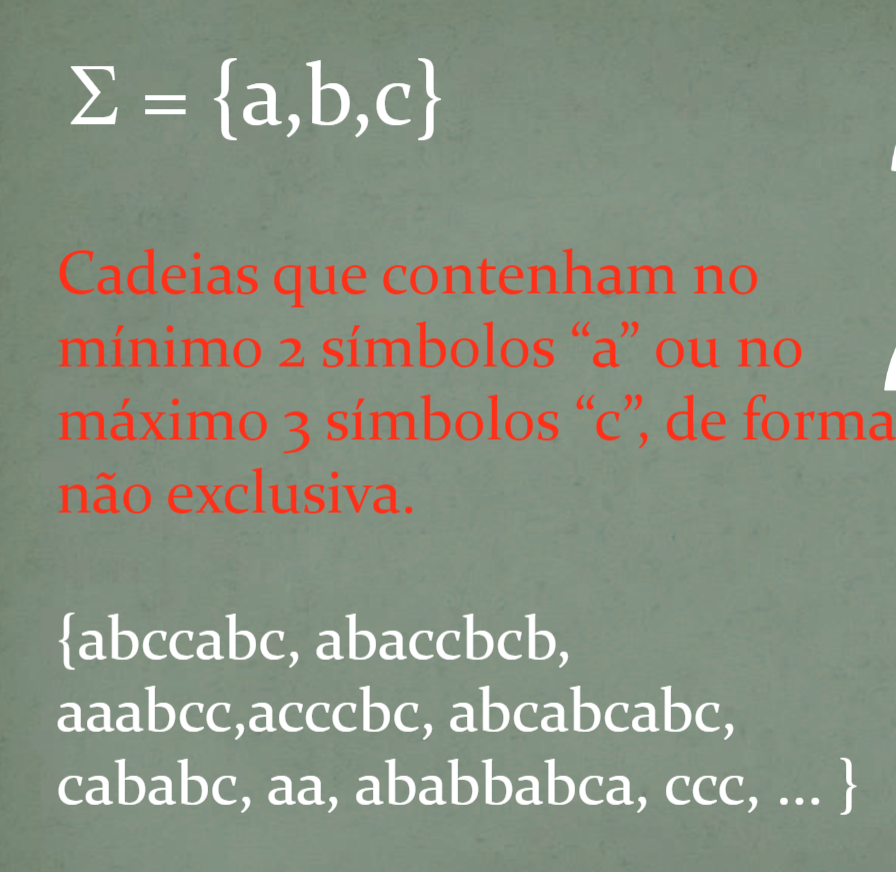 Σ = {a,b,c}
Cadeias que contenham no
mínimo 2 símbolos “a” ou no
máximo 3 símbolos “c”, de forma
não exclusiva.
{abccabc, abaccbcb,
aaabcc,acccbc, abcabcabc,
cababc, aa, ababbabca, ccc, ... }